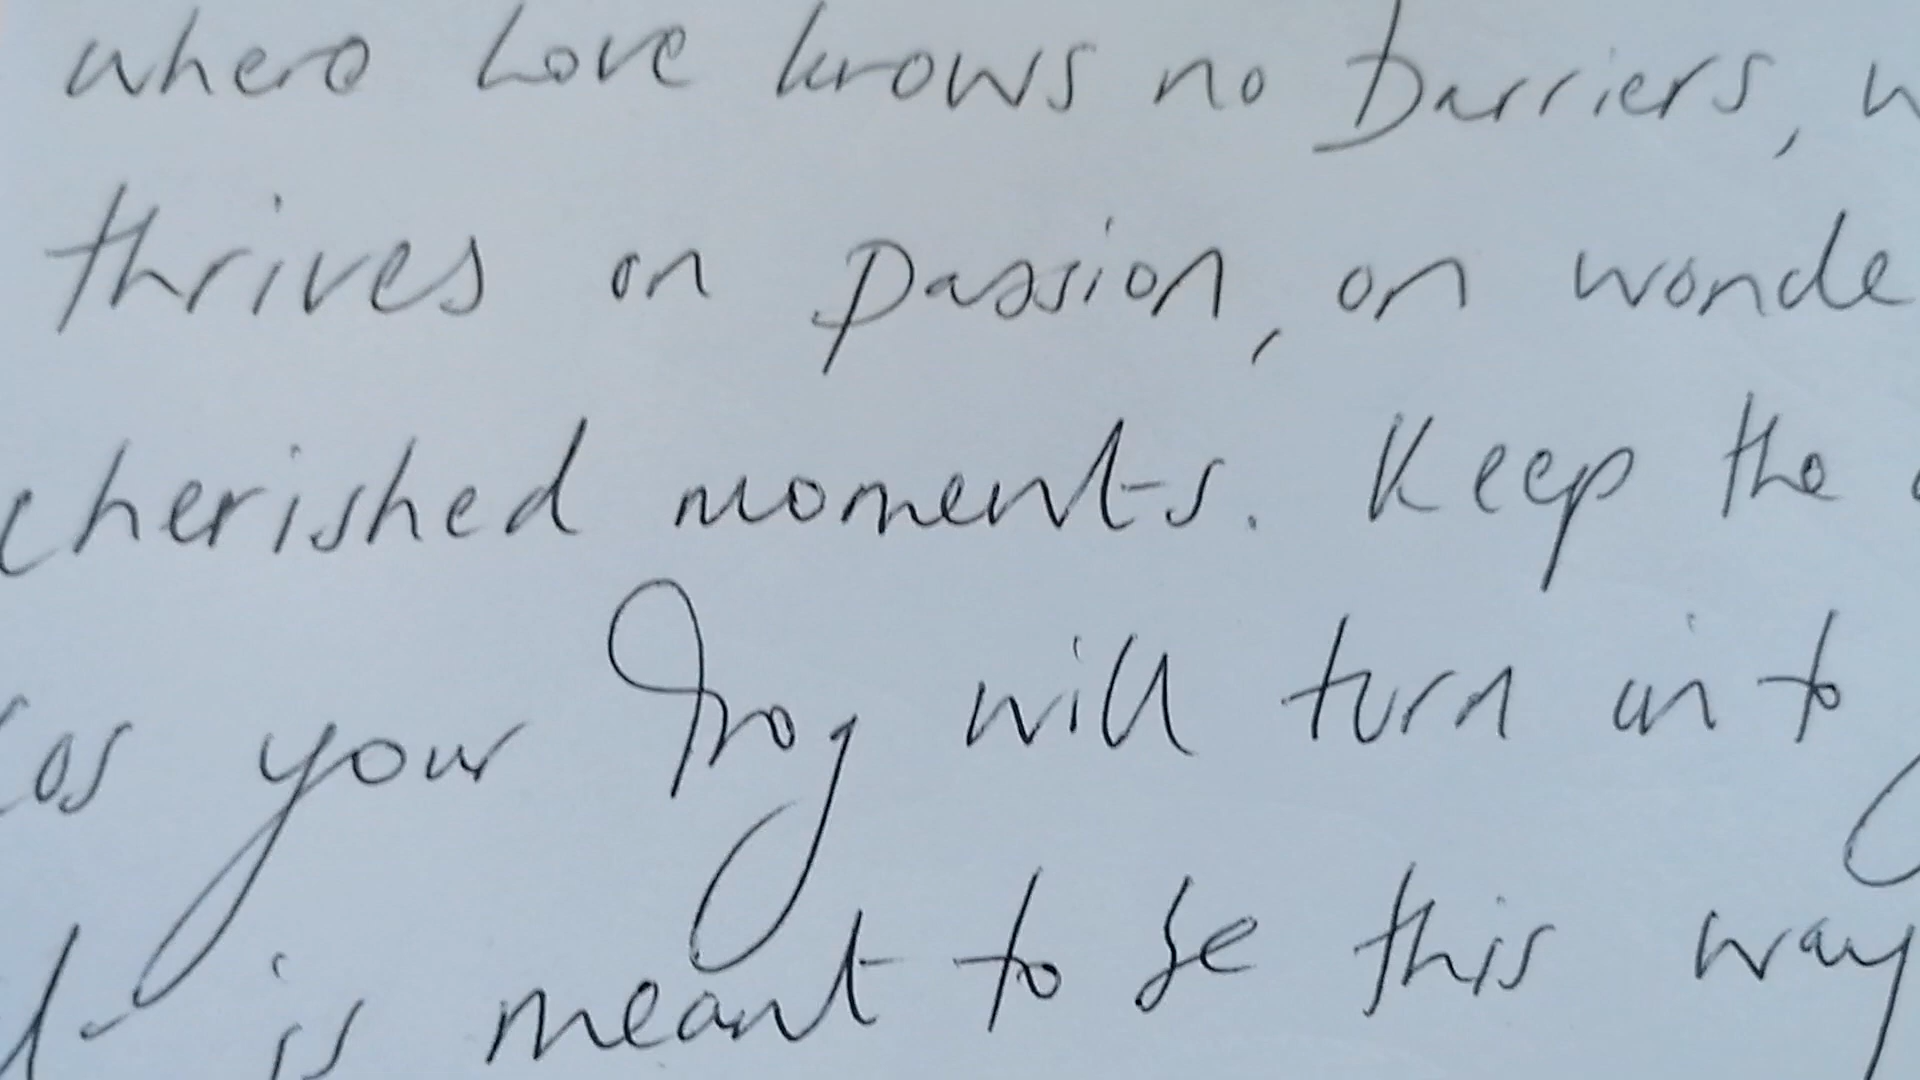 where Love knows no barriers, w
thrives on passion, on wonde
cherished moments. Keep the
your frog will turn into
is meant to be this way